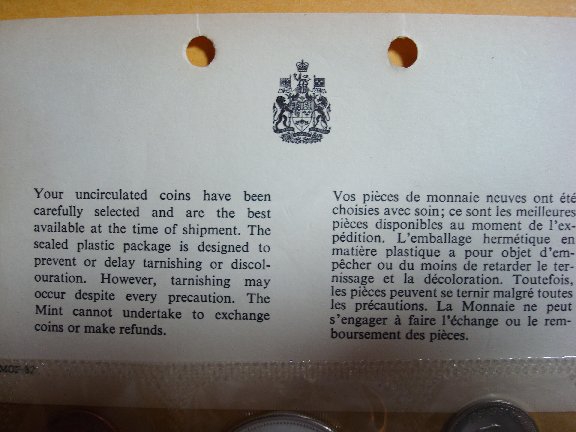 Your uncirculated coins have been
carefully selected and are the best
available at the time of shipment. The
sealed plastic package is designed to
prevent or delay tarnishing or discol-
ouration. However, tarnishing may
occur despite every precaution. The
Mint cannot undertake to exchange
coins or make refunds.
Vos pièces de monnaie neuves ont été
choisies avec soin; ce sont les meilleures
pièces disponibles au moment de l'ex-
pédition. L'emballage hermétique en
matière plastique a pour objet d'em-
pêcher ou du moins de retarder le ter-
nissage et la décoloration. Toutefois,
les pièces peuvent se ternir malgré toutes
les précautions. La Monnaie ne peut
s'engager à faire l'échange ou le rem-
boursement des pièces.